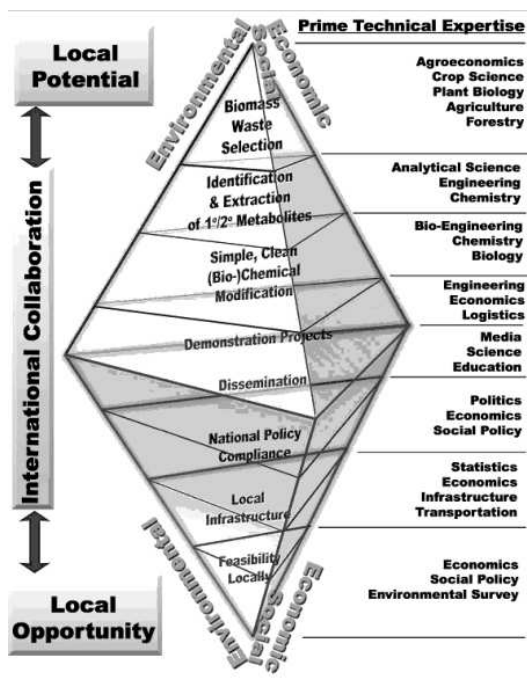 Local
Potential
International Collaboration
Local
Opportunity
Environmental
Social
Economic
Biomass
Waste
Selection
Identification
& Extraction
of 1°/2° Metabolites
Simple, Clean
(Bio-)Chemical
Modification
Demonstration Projects
Dissemination
National Policy
Compliance
Local
Infrastructure
Feasibility
Locally
Environmental
Social
Economic
Prime Technical Expertise
Agroeconomics
Crop Science
Plant Biology
Agriculture
Forestry
Analytical Science
Engineering
Chemistry
Bio-Engineering
Chemistry
Biology
Engineering
Economics
Logistics
Media
Science
Education
Politics
Economics
Social Policy
Statistics
Economics
Infrastructure
Transportation
Economics
Social Policy
Environmental Survey